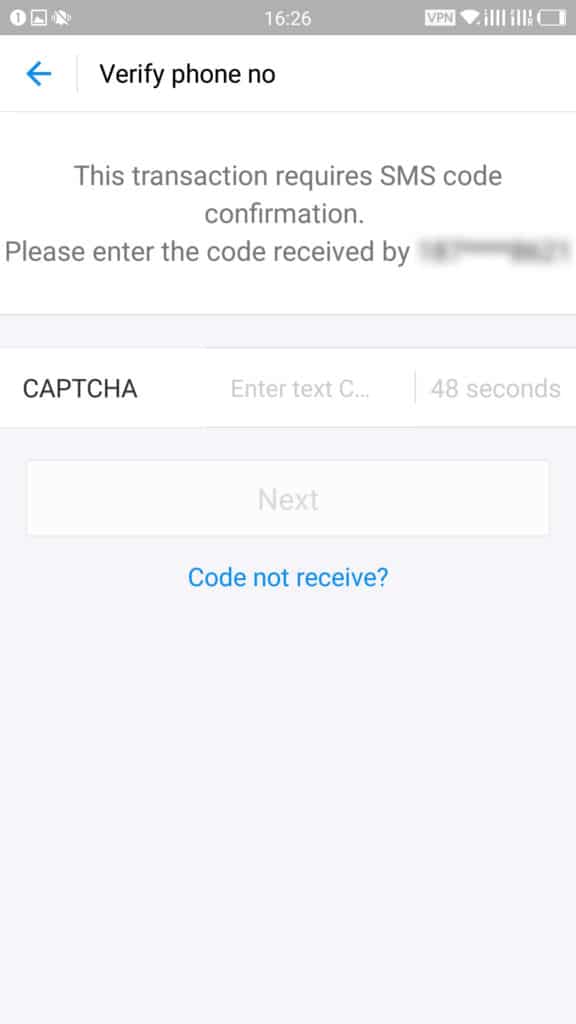 16:26
VPN
Verify phone no
This transaction requires SMS code
confirmation.
Please enter the code received by
CAPTCHA
Enter text C...
48 seconds
Next
Code not receive?